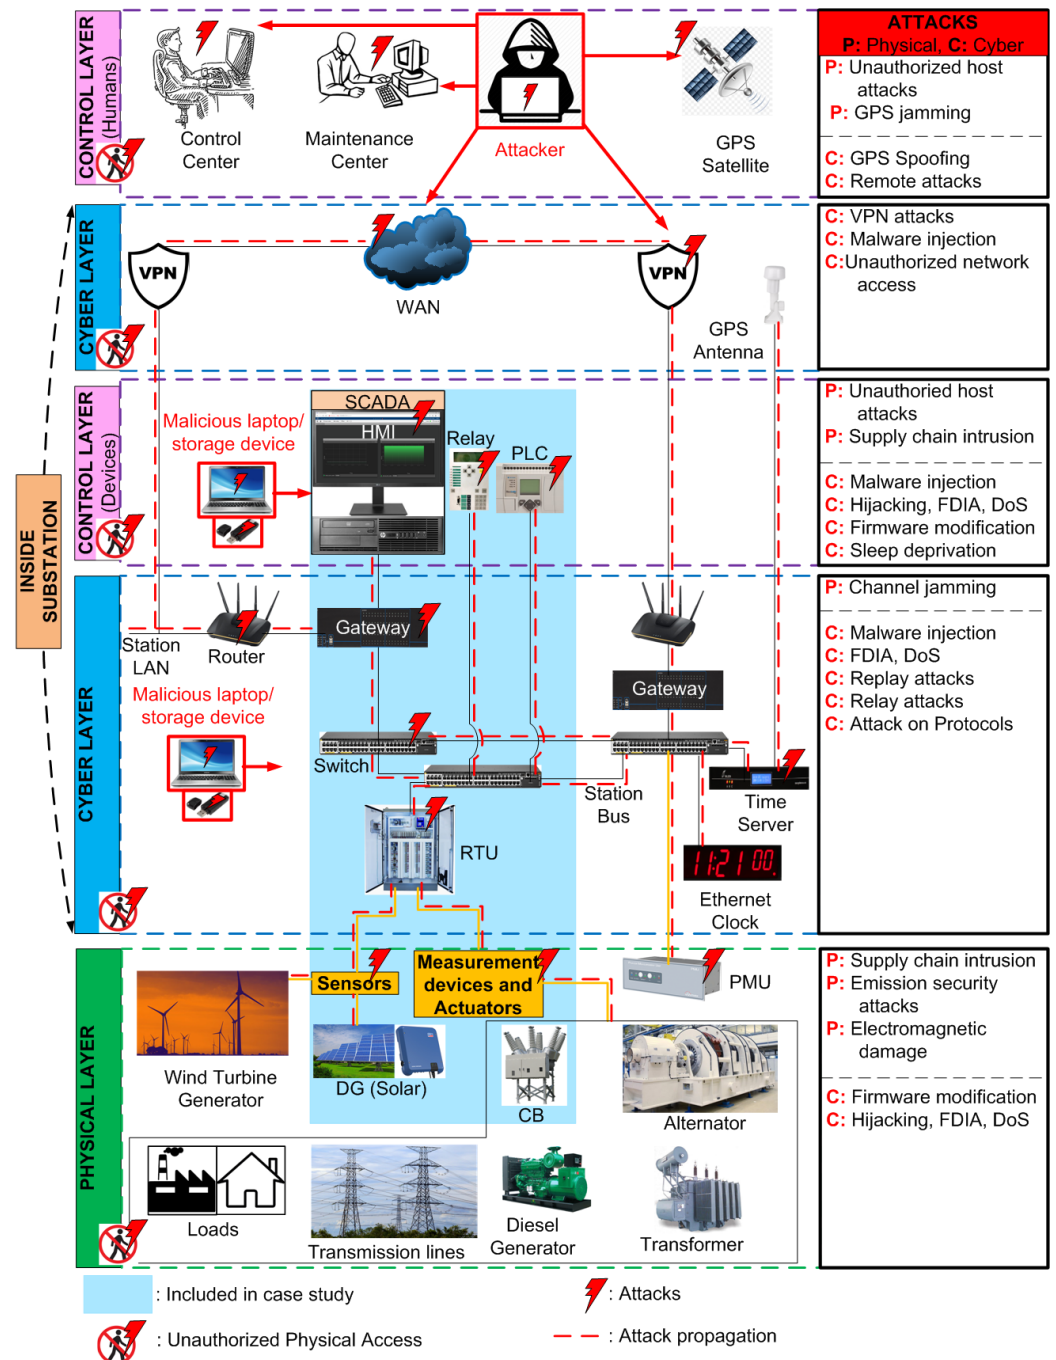 CONTROL LAYER
(Humans)
Control
Center
Maintenance
Center
Attacker
GPS
Satellite
ATTACKS
P: Physical, C: Cyber
P: Unauthorized host
attacks
P: GPS jamming
C: GPS Spoofing
C: Remote attacks
CYBER LAYER
VPN
WAN
VPN
GPS
Antenna
C: VPN attacks
C: Malware injection
C:Unauthorized network
access
INSIDE
SUBSTATION
CONTROL LAYER
(Devices)
Malicious laptop/
storage device
SCADA
HMI
Relay
PLC
P: Unauthoried host
attacks
P: Supply chain intrusion
C: Malware injection
C: Hijacking, FDIA, DoS
C: Firmware modification
C: Sleep deprivation
CYBER LAYER
Station
LAN
Router
Gateway
Gateway
Malicious laptop/
storage device
Switch
Station
Bus
Time
Server
RTU
11:21 00.
Ethernet
Clock
P: Channel jamming
C: Malware injection
C: FDIA, DoS
C: Replay attacks
C: Relay attacks
C: Attack on Protocols
PHYSICAL LAYER
Sensors
Measurement
devices and
Actuators
PMU
Wind Turbine
Generator
DG (Solar)
CB
Alternator
Loads
Transmission lines
Diesel
Generator
Transformer
P: Supply chain intrusion
P: Emission security
attacks
P: Electromagnetic
damage
C: Firmware modification
C: Hijacking, FDIA, DoS
: Included in case study
: Attacks
: Unauthorized Physical Access
: Attack propagation